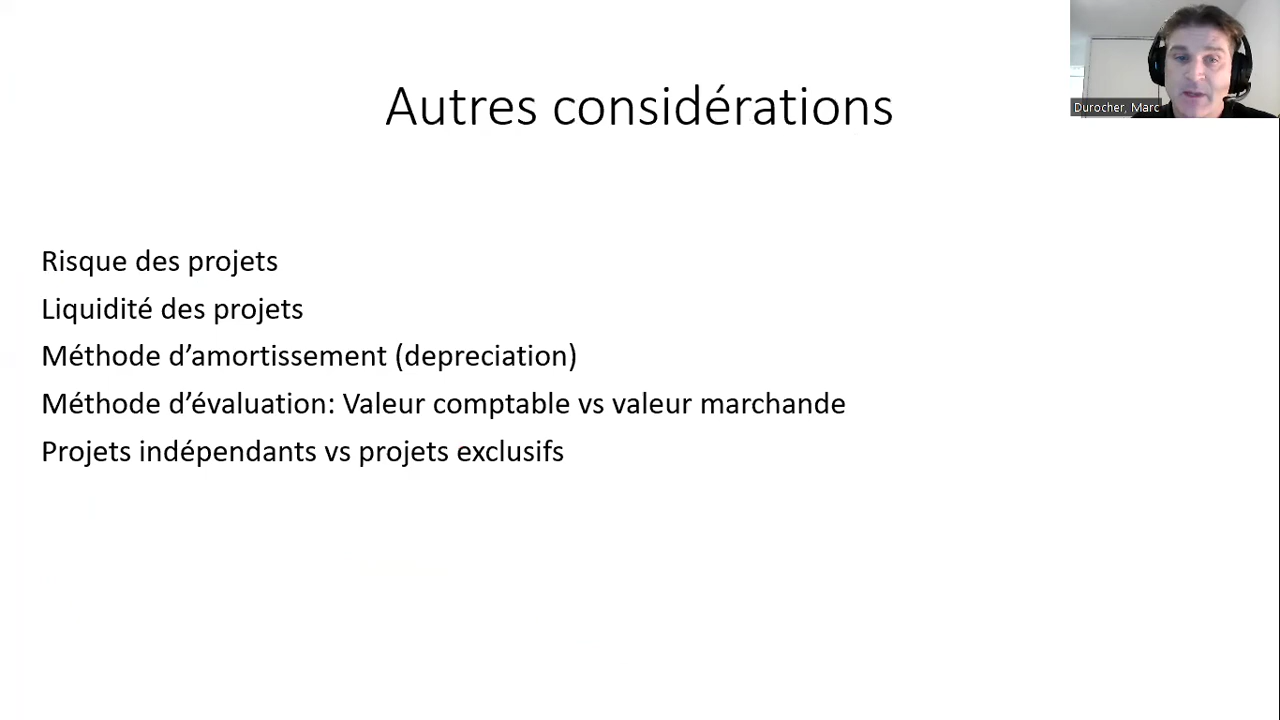 Autres considérations
Durocher, Marc
Risque des projets
Liquidité des projets
Méthode d’amortissement (depreciation)
Méthode d’évaluation: Valeur comptable vs valeur marchande
Projets indépendants vs projets exclusifs